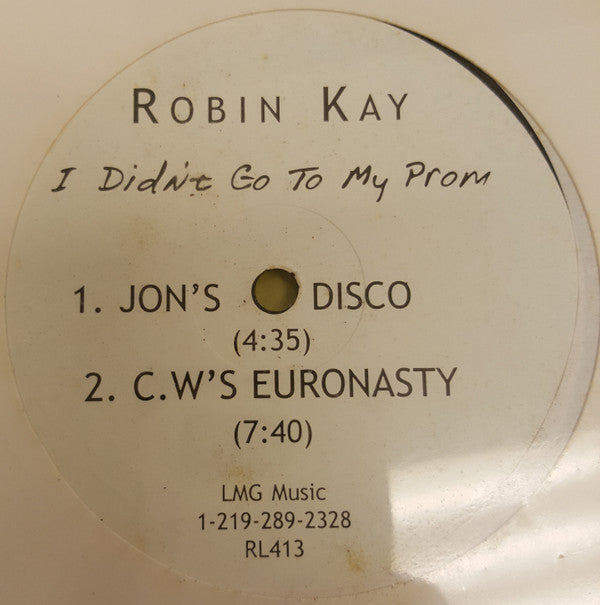 ROBIN KAY
I Didn't Go To My Prom
1. JON'S DISCO
(4:35)
2. C.W'S EURONASTY
(7:40)
LMG Music
1-219-289-2328
RL413